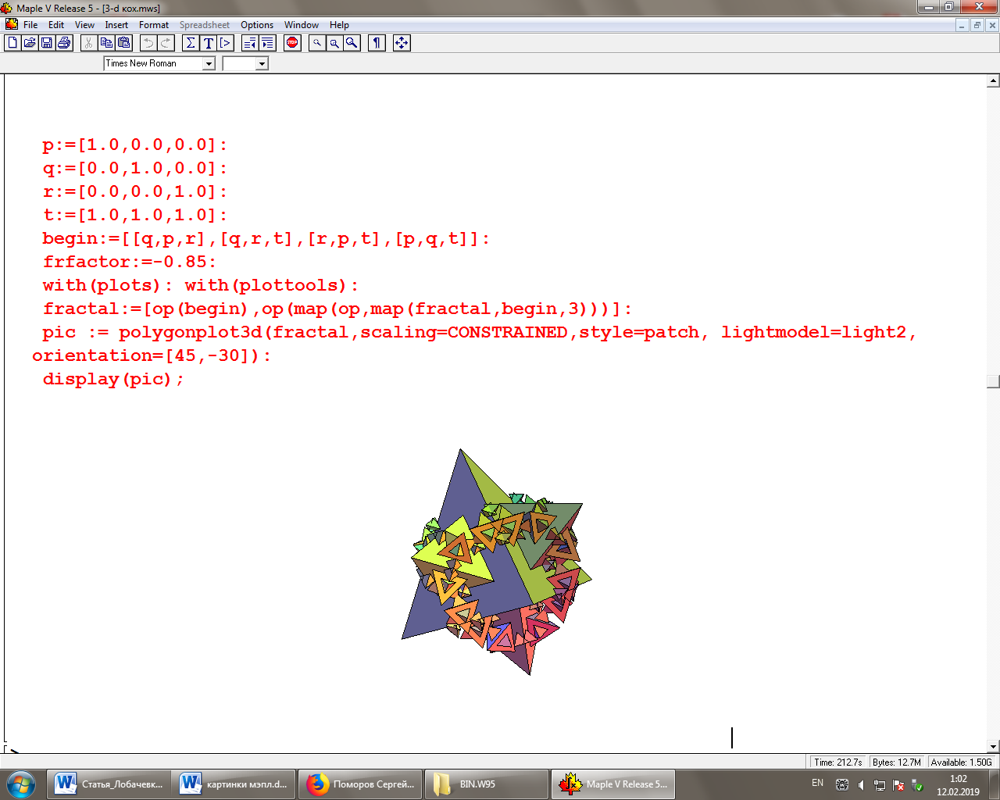 Maple V Release 5 - [3-d кох.mws]
File Edit View Insert Format Spreadsheet Options Window Help
STOP
Times New Roman
p:=[1.0,0.0,0.0]:
q:=[0.0,1.0,0.0]:
r:=[0.0,0.0,1.0]:
t:=[1.0,1.0,1.0]:
begin:=[[q,p,r],[q,r,t],[r,p,t],[p,q,t]]:
frfactor:=-0.85:
with(plots): with(plottools):
fractal:=[op(begin),op(map(op,map(fractal,begin,3)))]:
pic := polygonplot3d(fractal,scaling=CONSTRAINED,style=patch, lightmodel=light2,
orientation=[45,-30]):
display(pic);
Time: 212.7s Bytes: 12.7M Available: 1.50G
Статья_Лобачевк... картинки мэпл.d... Поморов Сергей... BIN.W95 Maple V Release 5... EN 1:02
12.02.2019